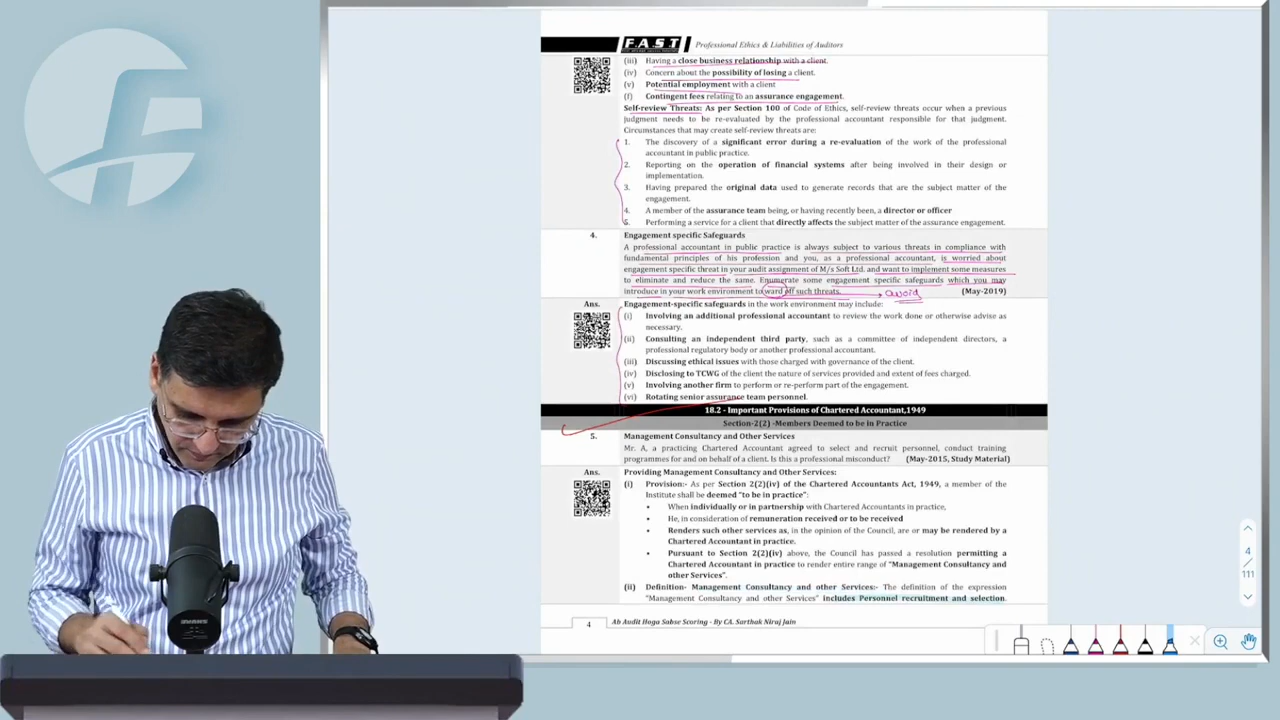 FAST Professional Ethics & Liabilities of Auditors
(iii) Having a close business relationship with a client.
(iv) Concern about the possibility of losing a client.
(v) Potential employment with a client
(f) Contingent fees relating to an assurance engagement.
Self-review Threats: As per Section 100 of Code of Ethics, self-review threats occur when a previous
judgment needs to be re-evaluated by the professional accountant responsible for that judgment.
Circumstances that may create self-review threats are:
1. The discovery of a significant error during a re-evaluation of the work of the professional
accountant in public practice.
2. Reporting on the operation of financial systems after being involved in their design or
implementation.
3. Having prepared the original data used to generate records that are the subject matter of the
engagement.
4. A member of the assurance team being, or having recently been, a director or officer
5. Performing a service for a client that directly affects the subject matter of the assurance engagement.
4. Engagement specific Safeguards
A professional accountant in public practice is always subject to various threats in compliance with
fundamental principles of his profession and you, as a professional accountant, is worried about
engagement specific threat in your audit assignment of M/s Soft Ltd. and want to implement some measures
to eliminate and reduce the same. Enumerate some engagement specific safeguards which you may
introduce in your work environment to ward off such threats. avoid (May-2019)
Ans. Engagement-specific safeguards in the work environment may include:
(i) Involving an additional professional accountant to review the work done or otherwise advise as
necessary.
(ii) Consulting an independent third party, such as a committee of independent directors, a
professional regulatory body or another professional accountant.
(iii) Discussing ethical issues with those charged with governance of the client.
(iv) Disclosing to TCWG of the client the nature of services provided and extent of fees charged.
(v) Involving another firm to perform or re-perform part of the engagement.
(vi) Rotating senior assurance team personnel.
18.2 - Important Provisions of Chartered Accountant,1949
Section-2(2) -Members Deemed to be in Practice
5. Management Consultancy and Other Services
Mr. A, a practicing Chartered Accountant agreed to select and recruit personnel, conduct training
programmes for and on behalf of a client. Is this a professional misconduct? (May-2015, Study Material)
Ans. Providing Management Consultancy and Other Services:
(i) Provision:- As per Section 2(2)(iv) of the Chartered Accountants Act, 1949, a member of the
Institute shall be deemed "to be in practice":
• When individually or in partnership with Chartered Accountants in practice,
• He, in consideration of remuneration received or to be received
• Renders such other services as, in the opinion of the Council, are or may be rendered by a
Chartered Accountant in practice.
• Pursuant to Section 2(2)(iv) above, the Council has passed a resolution permitting a
Chartered Accountant in practice to render entire range of "Management Consultancy and
other Services".
(ii) Definition- Management Consultancy and other Services:- The definition of the expression
"Management Consultancy and other Services" includes Personnel recruitment and selection.
4 Ab Audit Hoga Sabse Scoring - By CA. Sarthak Niraj Jain
4
/
111